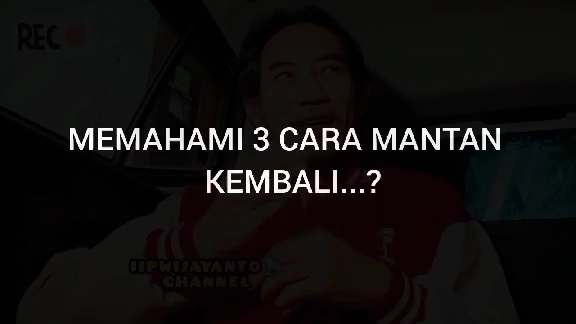 REC
MEMAHAMI 3 CARA MANTAN
KEMBALI...?
IIPWIJAYANTO
CHANNEL